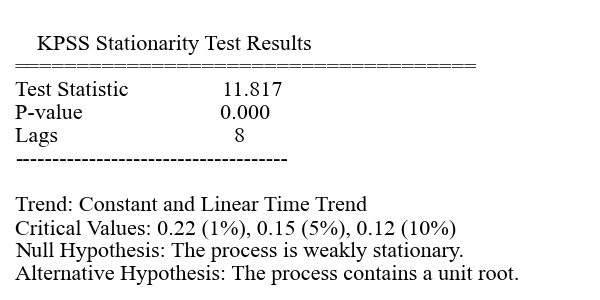 KPSS Stationarity Test Results
=====================================
Test Statistic 11.817
P-value 0.000
Lags 8
-------------------------------------
Trend: Constant and Linear Time Trend
Critical Values: 0.22 (1%), 0.15 (5%), 0.12 (10%)
Null Hypothesis: The process is weakly stationary.
Alternative Hypothesis: The process contains a unit root.